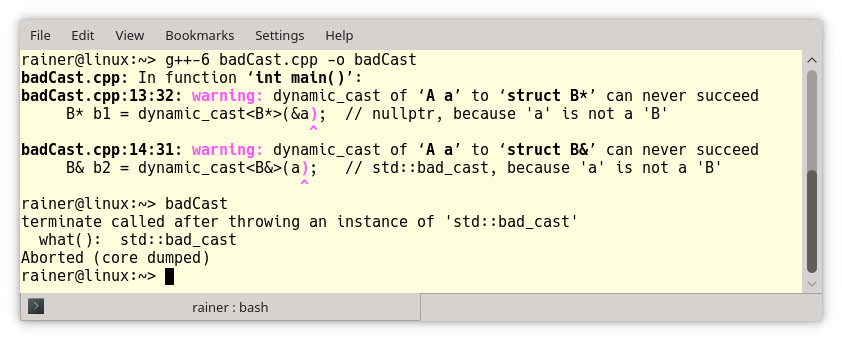 File Edit View Bookmarks Settings Help
rainer@linux:~> g++-6 badCast.cpp -o badCast
badCast.cpp: In function ‘int main()’:
badCast.cpp:13:32: warning: dynamic_cast of ‘A a’ to ‘struct B*’ can never succeed
     B* b1 = dynamic_cast<B*>(&a);  // nullptr, because 'a' is not a 'B'
                                ^
badCast.cpp:14:31: warning: dynamic_cast of ‘A a’ to ‘struct B&’ can never succeed
     B& b2 = dynamic_cast<B&>(a);   // std::bad_cast, because 'a' is not a 'B'
                               ^
rainer@linux:~> badCast
terminate called after throwing an instance of 'std::bad_cast'
  what():  std::bad_cast
Aborted (core dumped)
rainer@linux:~>
rainer : bash